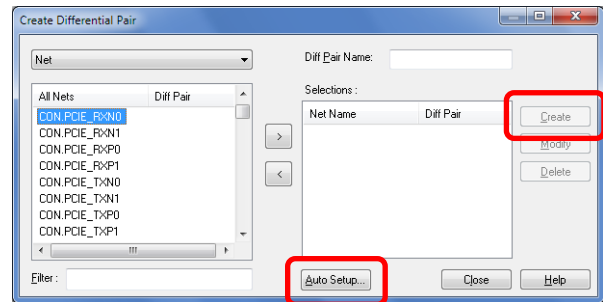 Create Differential Pair
Net
Diff Pair Name:
All Nets Diff Pair
CON.PCIE_RXN0
CON.PCIE_RXN1
CON.PCIE_RXP0
CON.PCIE_RXP1
CON.PCIE_TXN0
CON.PCIE_TXN1
CON.PCIE_TXP0
CON.PCIE_TXP1
Filter :
>
<
Selections :
Net Name Diff Pair
Create
Modify
Delete
Auto Setup...
Close
Help